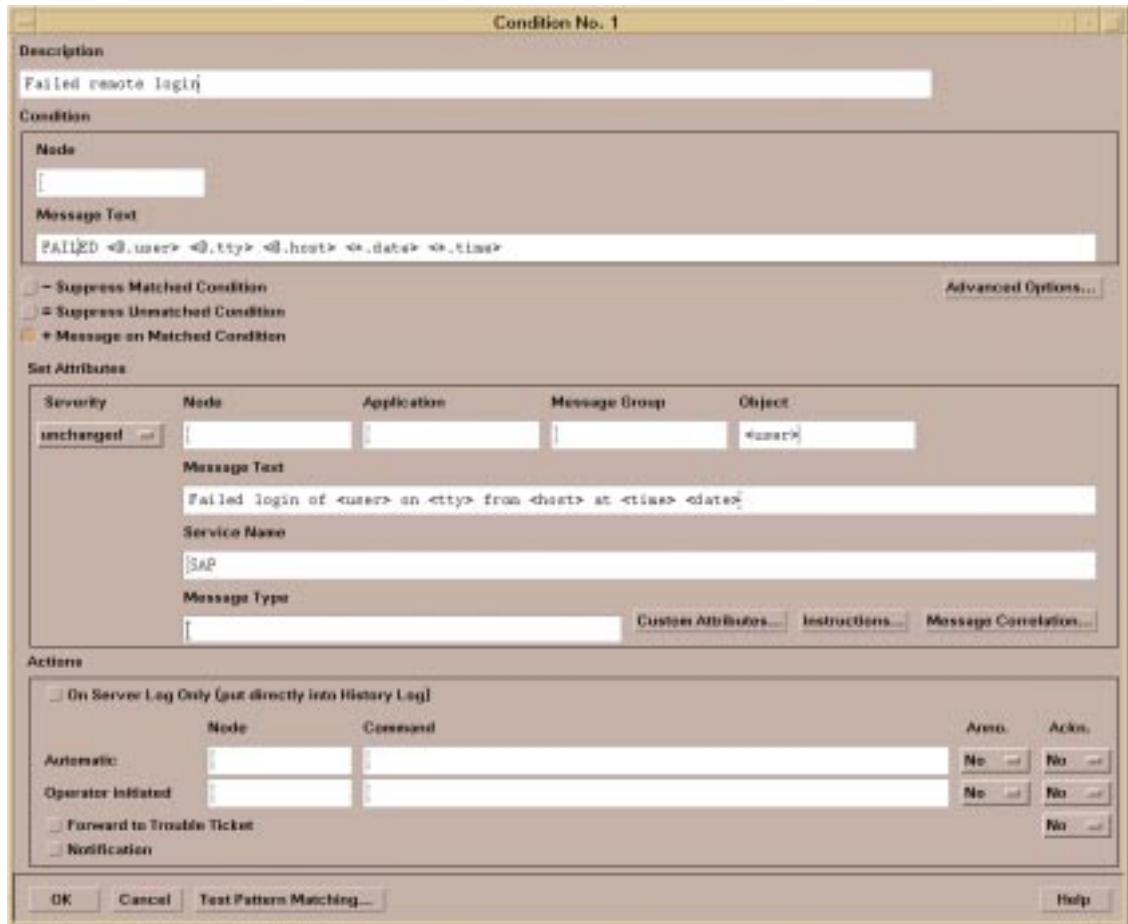 Condition No. 1
Description
Failed remote login
Condition
Node
Message Text
FAILED <@.user> <@.tty> <@.host> <*.date> <*.time>
- Suppress Matched Condition
Advanced Options...
= Suppress Unmatched Condition
+ Message on Matched Condition
Set Attributes
Severity Node Application Message Group Object
unchanged <user>
Message Text
Failed login of <user> on <tty> from <host> at <time> <date>
Service Name
SAP
Message Type
Custom Attributes... Instructions... Message Correlation...
Actions
On Server Log Only (put directly into History Log)
Node Command Anno. Ackn.
Automatic No No
Operator Initiated No No
Forward to Trouble Ticket No
Notification
OK Cancel Test Pattern Matching... Help